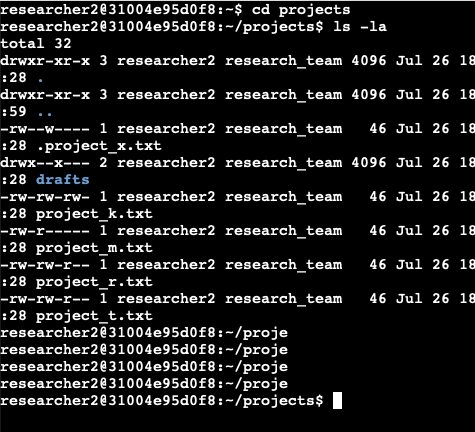 researcher2@31004e95d0f8:~$ cd projects
researcher2@31004e95d0f8:~/projects$ ls -la
total 32
drwxr-xr-x 3 researcher2 research_team 4096 Jul 26 18
:28 .
drwxr-xr-x 3 researcher2 research_team 4096 Jul 26 18
:59 ..
-rw--w---- 1 researcher2 research_team   46 Jul 26 18
:28 .project_x.txt
drwx--x--- 2 researcher2 research_team 4096 Jul 26 18
:28 drafts
-rw-rw-rw- 1 researcher2 research_team   46 Jul 26 18
:28 project_k.txt
-rw-r----- 1 researcher2 research_team   46 Jul 26 18
:28 project_m.txt
-rw-rw-r-- 1 researcher2 research_team   46 Jul 26 18
:28 project_r.txt
-rw-rw-r-- 1 researcher2 research_team   46 Jul 26 18
:28 project_t.txt
researcher2@31004e95d0f8:~/proje
researcher2@31004e95d0f8:~/proje
researcher2@31004e95d0f8:~/proje
researcher2@31004e95d0f8:~/proje
researcher2@31004e95d0f8:~/projects$